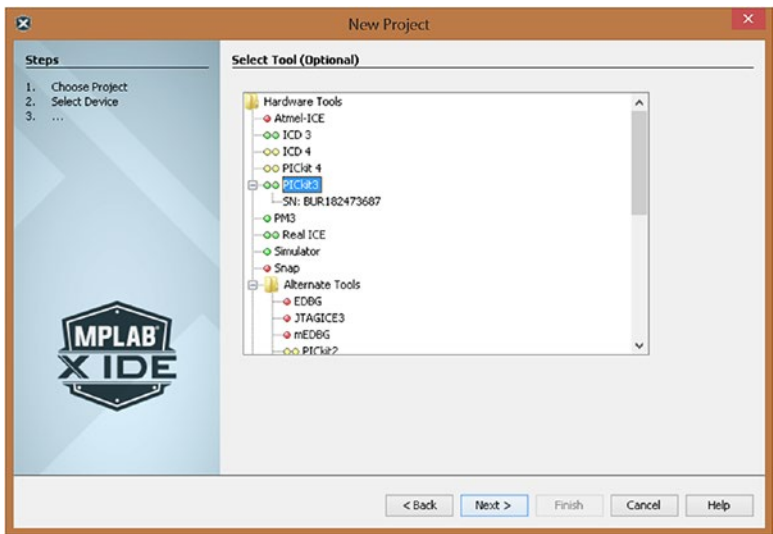 New Project
Steps
1. Choose Project
2. Select Device
3. ...
Select Tool (Optional)
Hardware Tools
Atmel-ICE
ICD 3
ICD 4
PICkit 4
PICkit3
SN: BUR182473687
PM3
Real ICE
Simulator
Snap
Alternate Tools
EDBG
JTAGICE3
mEDBG
PICkit2
MPLAB
X IDE
< Back Next > Finish Cancel Help